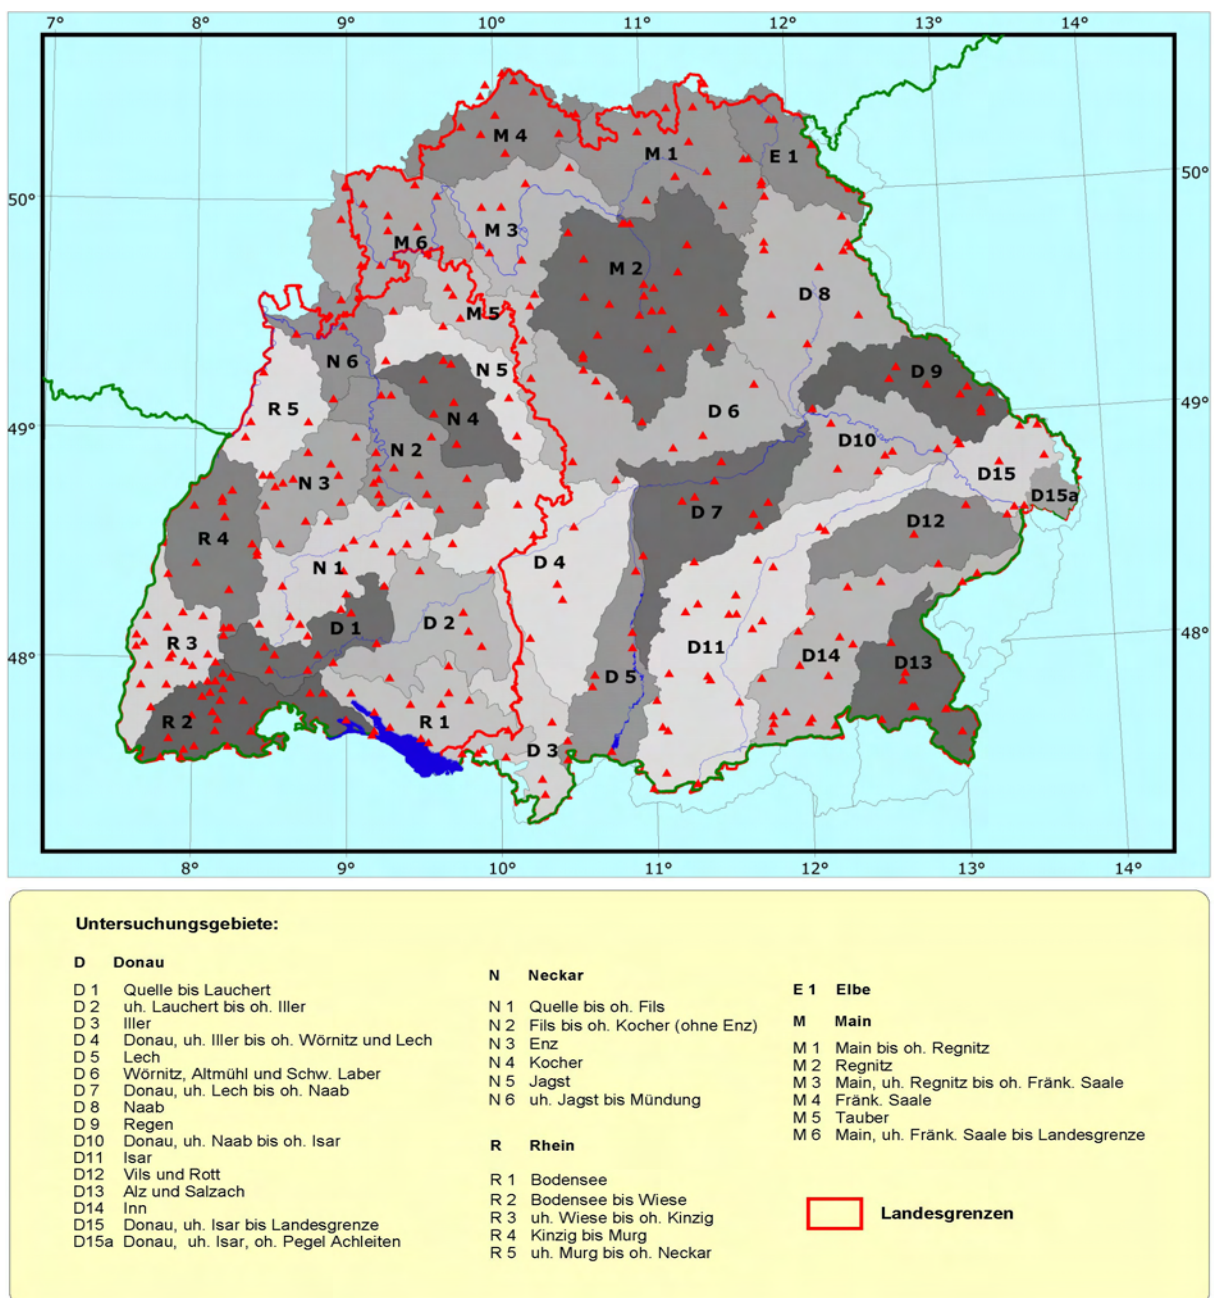 7° 8° 9° 10° 11° 12° 13° 14°
M 4
M 1
E 1
50° 50°
M 3
M 6
M 2
D 8
M 5
N 6
N 5
D 9
R 5
N 4
D 6
49° 49°
N 2
D10
N 3
D15
D15a
D 7
D12
R 4
D 4
N 1
D 2
D 1
R 3
48° 48°
D11
D14
D13
D 5
R 2
R 1
D 3
8° 9° 10° 11° 12° 13° 14°
Untersuchungsgebiete:
D Donau
D 1 Quelle bis Lauchert
D 2 uh. Lauchert bis oh. Iller
D 3 Iller
D 4 Donau, uh. Iller bis oh. Wörnitz und Lech
D 5 Lech
D 6 Wörnitz, Altmühl und Schw. Laber
D 7 Donau, uh. Lech bis oh. Naab
D 8 Naab
D 9 Regen
D10 Donau, uh. Naab bis oh. Isar
D11 Isar
D12 Vils und Rott
D13 Alz und Salzach
D14 Inn
D15 Donau, uh. Isar bis Landesgrenze
D15a Donau, uh. Isar, oh. Pegel Achleiten
N Neckar
N 1 Quelle bis oh. Fils
N 2 Fils bis oh. Kocher (ohne Enz)
N 3 Enz
N 4 Kocher
N 5 Jagst
N 6 uh. Jagst bis Mündung
R Rhein
R 1 Bodensee
R 2 Bodensee bis Wiese
R 3 uh. Wiese bis oh. Kinzig
R 4 Kinzig bis Murg
R 5 uh. Murg bis oh. Neckar
E 1 Elbe
M Main
M 1 Main bis oh. Regnitz
M 2 Regnitz
M 3 Main, uh. Regnitz bis oh. Fränk. Saale
M 4 Fränk. Saale
M 5 Tauber
M 6 Main, uh. Fränk. Saale bis Landesgrenze
Landesgrenzen